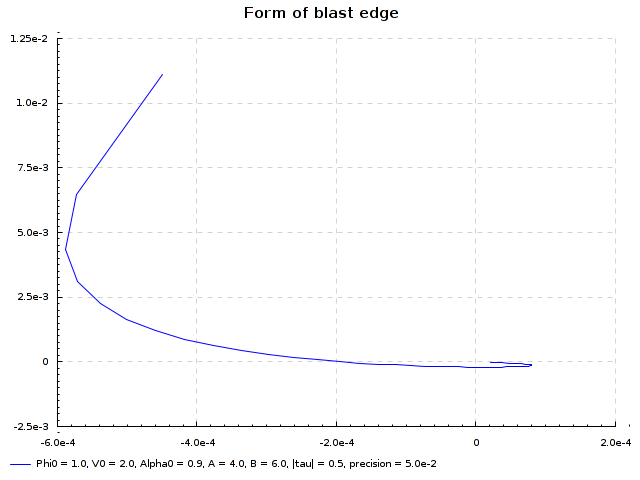 Form of blast edge
1.25e-2
1.0e-2
7.5e-3
5.0e-3
2.5e-3
0
-2.5e-3
-6.0e-4 -4.0e-4 -2.0e-4 0 2.0e-4
Phi0 = 1.0, V0 = 2.0, Alpha0 = 0.9, A = 4.0, B = 6.0, |tau| = 0.5, precision = 5.0e-2